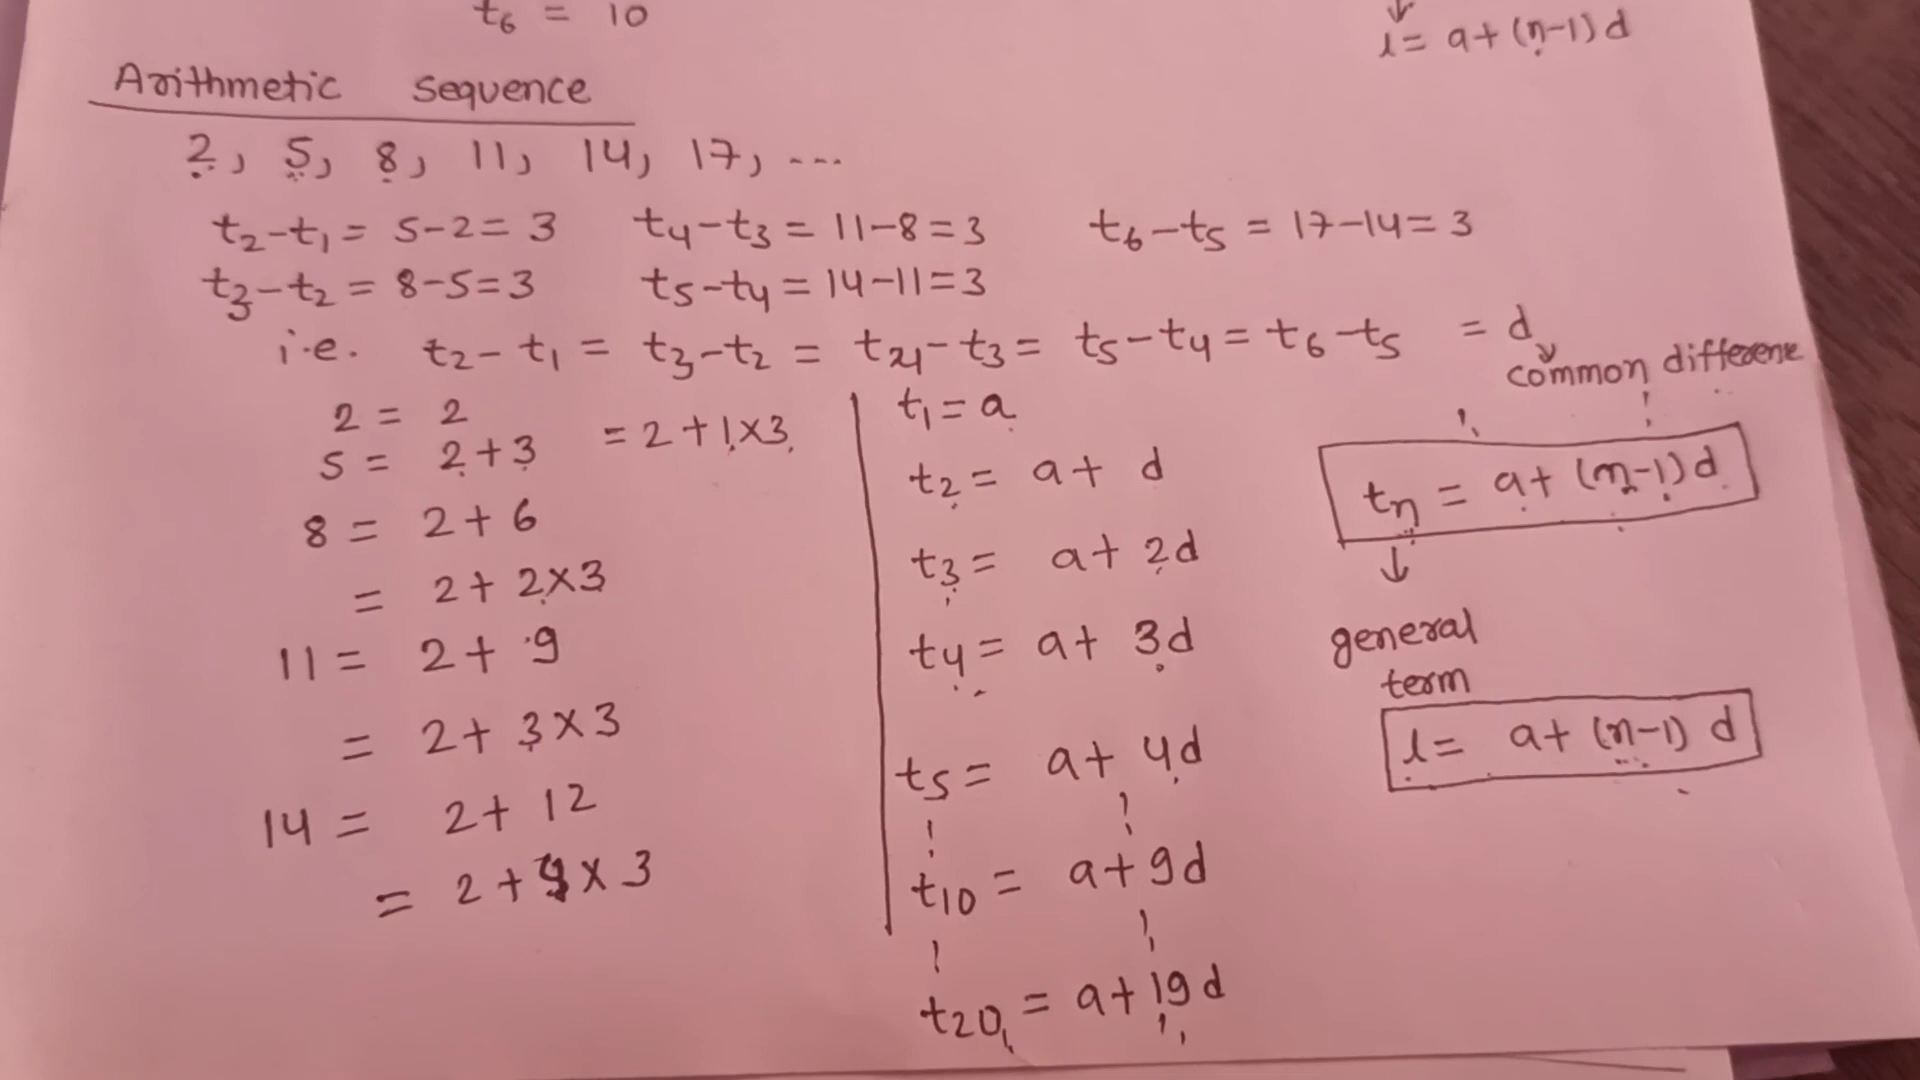 t₆ = 10
l = a+(n-1)d
Arithmetic sequence
2, 5, 8, 11, 14, 17, ...
t₂-t₁ = 5-2=3 t₄-t₃ = 11-8=3 t₆-t₅ = 17-14=3
t₃-t₂ = 8-5=3 t₅-t₄ = 14-11=3
i.e. t₂-t₁ = t₃-t₂ = t₄-t₃ = t₅-t₄ = t₆-t₅ = d
common difference
2 = 2
5 = 2+3 = 2+1×3
8 = 2+6
= 2+2×3
11 = 2+9
= 2+3×3
14 = 2+12
= 2+4×3
t₁ = a
t₂ = a+d
t₃ = a+2d
t₄ = a+3d
t₅ = a+4d
t₁₀ = a+9d
t₂₀ = a+19d
tₙ = a+(n-1)d
↓
general
term
l = a+(n-1)d